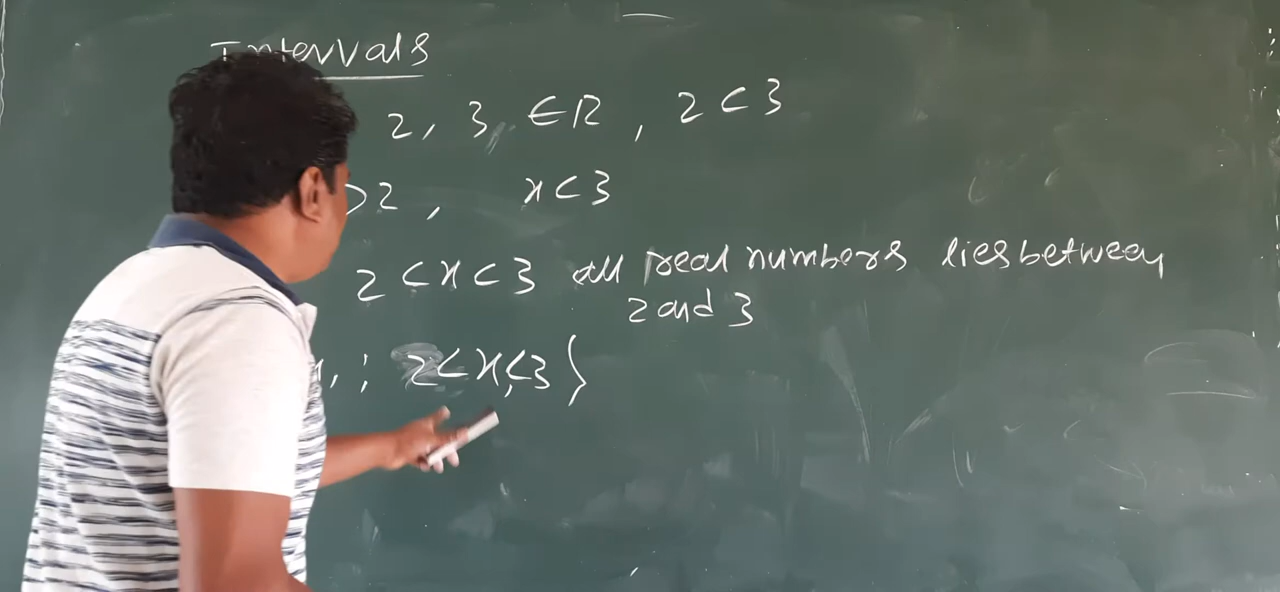 Intervals
2, 3, ∈ R, 2 < 3
>2, x<3
2 < x < 3 all real numbers lies between
2 and 3
x, : 2 < x < 3 }